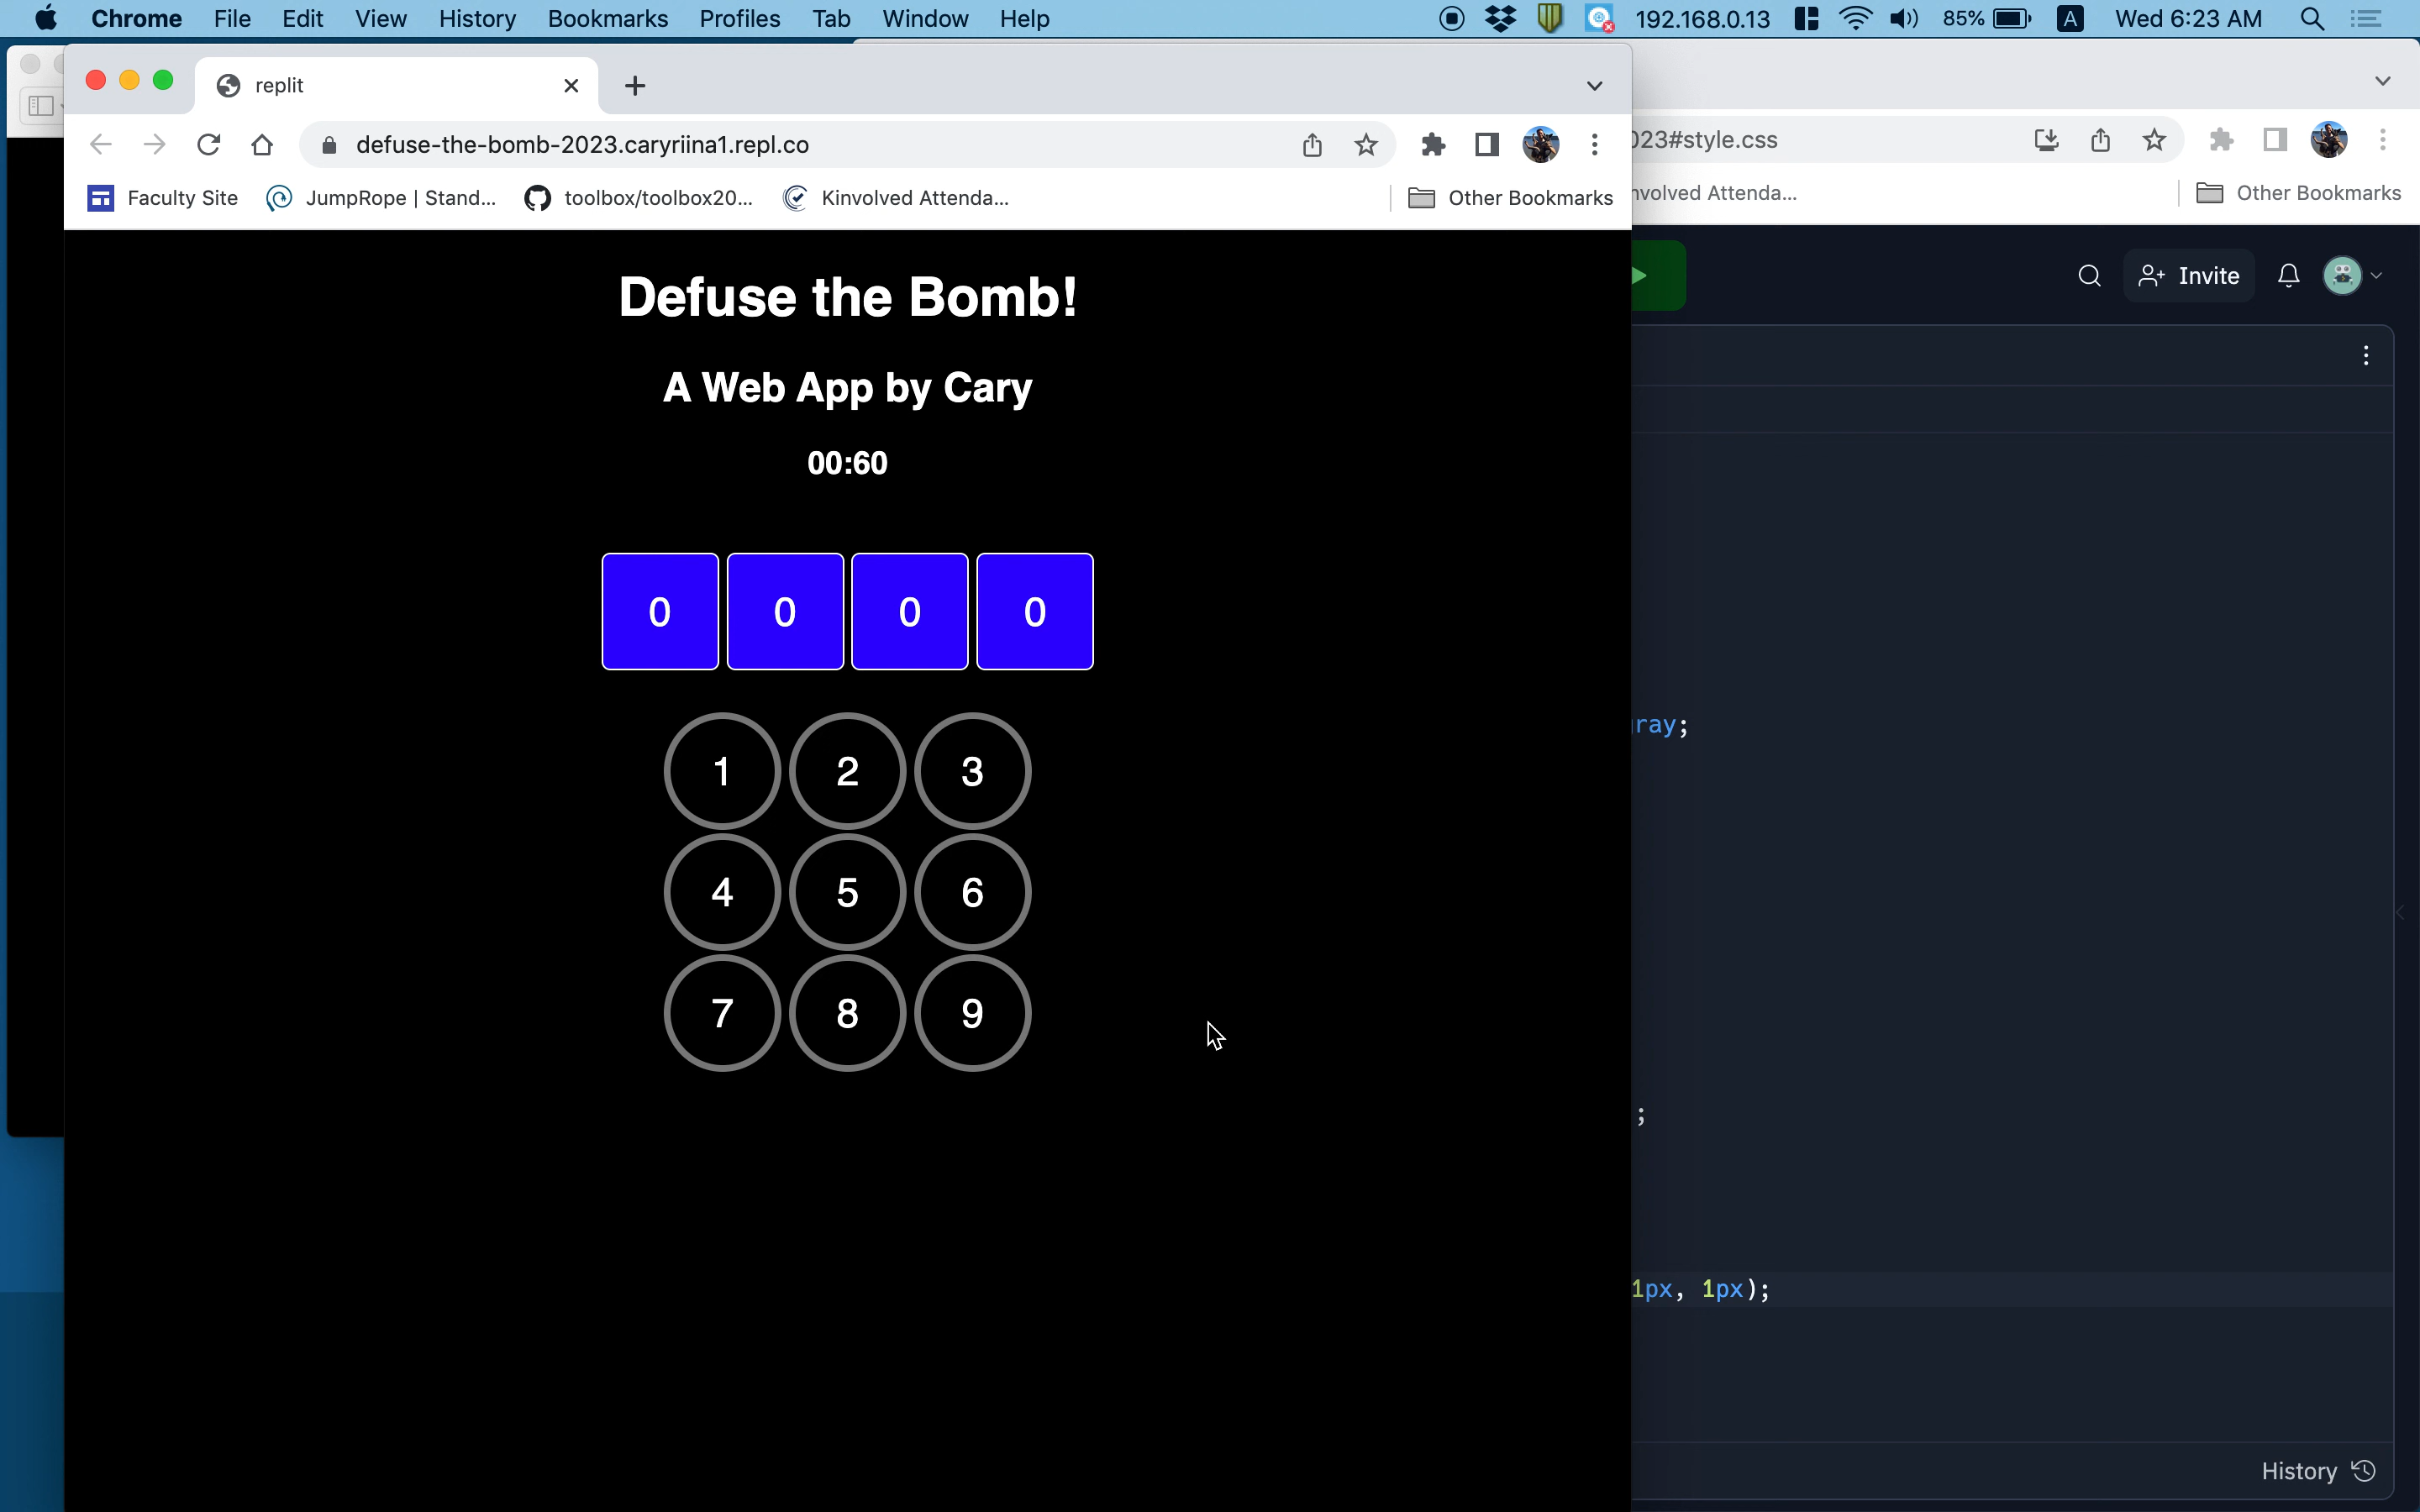 Chrome File Edit View History Bookmarks Profiles Tab Window Help 192.168.0.13 85% A Wed 6:23 AM
replit
defuse-the-bomb-2023.caryriina1.repl.co
023#style.css
Faculty Site JumpRope | Stand... toolbox/toolbox20... Kinvolved Attenda... Other Bookmarks
nvolved Attenda... Other Bookmarks
Invite
Defuse the Bomb!
A Web App by Cary
00:60
0 0 0 0
1 2 3
4 5 6
7 8 9
ray;
;
1px, 1px);
History